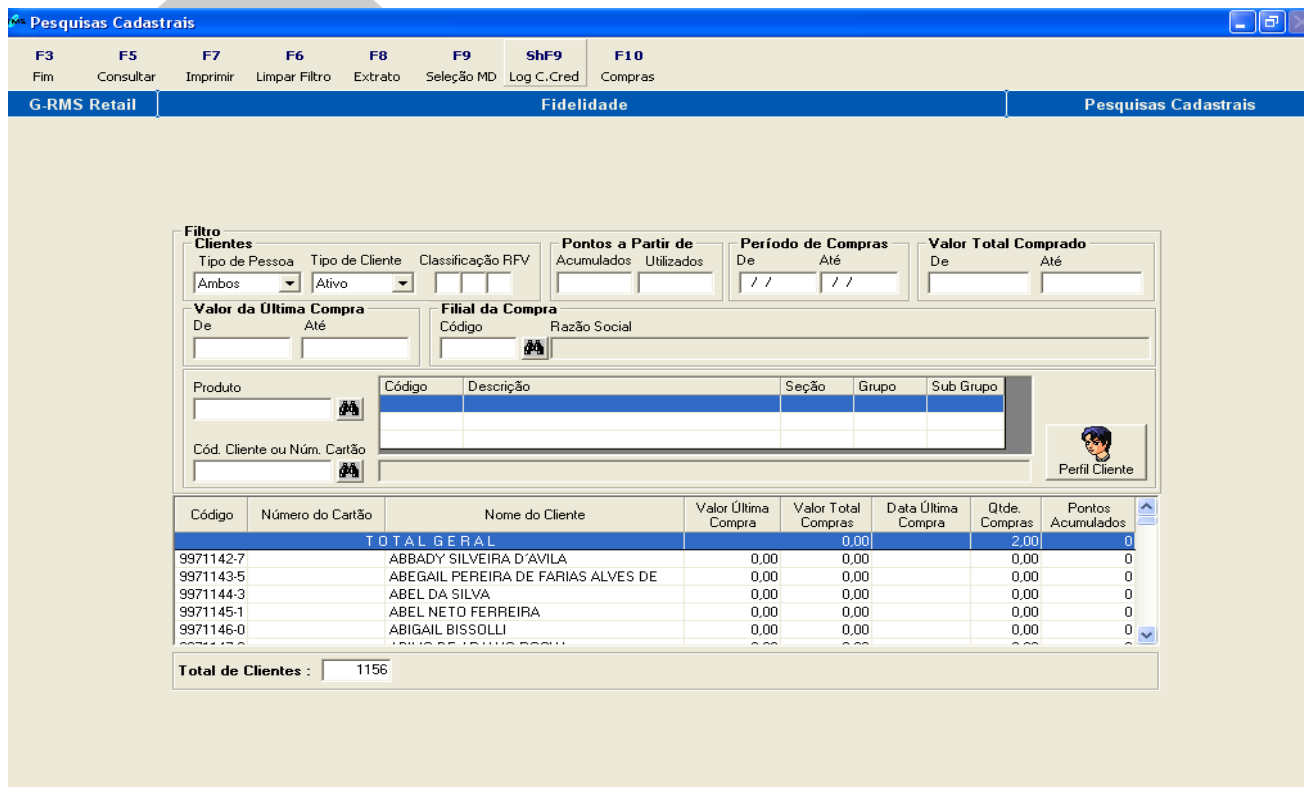 Pesquisas Cadastrais
F3 F5 F7 F6 F8 F9 ShF9 F10
Fim Consultar Imprimir Limpar Filtro Extrato Seleção MD Log C.Cred Compras
G-RMS Retail Fidelidade Pesquisas Cadastrais
Filtro
Clientes Pontos a Partir de Período de Compras Valor Total Comprado
Tipo de Pessoa Tipo de Cliente Classificação RFV Acumulados Utilizados De Até De Até
Ambos Ativo / / / /
Valor da Última Compra Filial da Compra
De Até Código Razão Social
Produto Código Descrição Seção Grupo Sub Grupo
Cód. Cliente ou Núm. Cartão
Perfil Cliente
Código Número do Cartão Nome do Cliente Valor Última Compra Valor Total Compras Data Última Compra Qtde. Compras Pontos Acumulados
T O T A L G E R A L 0,00 2,00 0
9971142-7 ABBADY SILVEIRA D´AVILA 0,00 0,00 0,00 0
9971143-5 ABEGAIL PEREIRA DE FARIAS ALVES DE 0,00 0,00 0,00 0
9971144-3 ABEL DA SILVA 0,00 0,00 0,00 0
9971145-1 ABEL NETO FERREIRA 0,00 0,00 0,00 0
9971146-0 ABIGAIL BISSOLLI 0,00 0,00 0,00 0
Total de Clientes : 1156